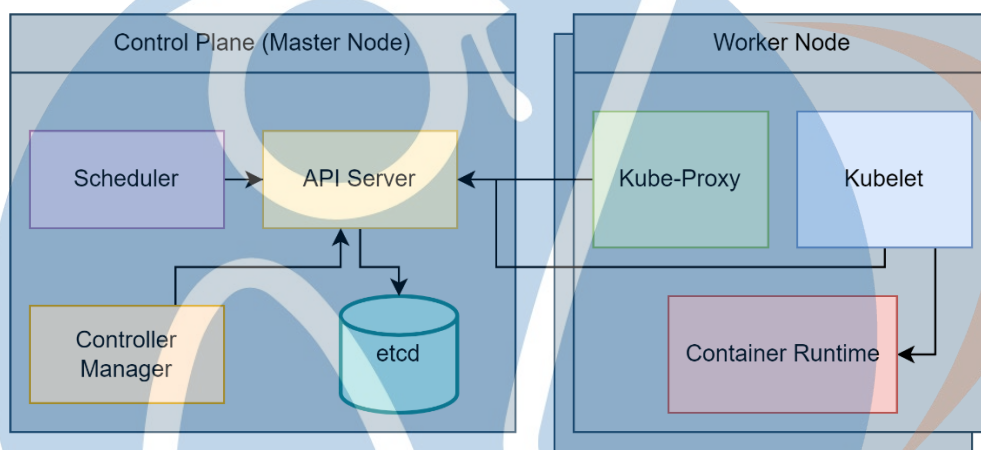 Control Plane (Master Node)
Worker Node
Scheduler
API Server
Kube-Proxy
Kubelet
Controller
Manager
etcd
Container Runtime